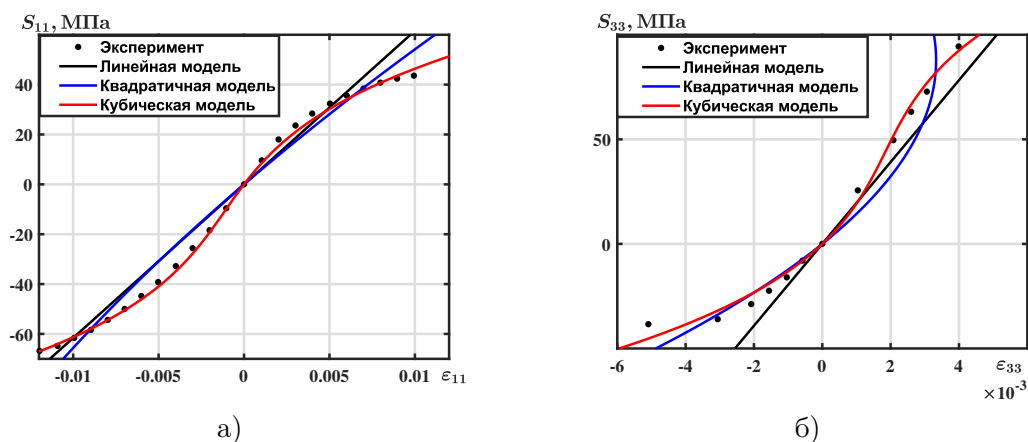 S₁₁, МПа
Эксперимент
Линейная модель
Квадратичная модель
Кубическая модель
40
20
0
-20
-40
-60
-0.01 -0.005 0 0.005 0.01 ε₁₁
а)
S₃₃, МПа
Эксперимент
Линейная модель
Квадратичная модель
Кубическая модель
50
0
-6 -4 -2 0 2 4 ε₃₃
×10⁻³
б)